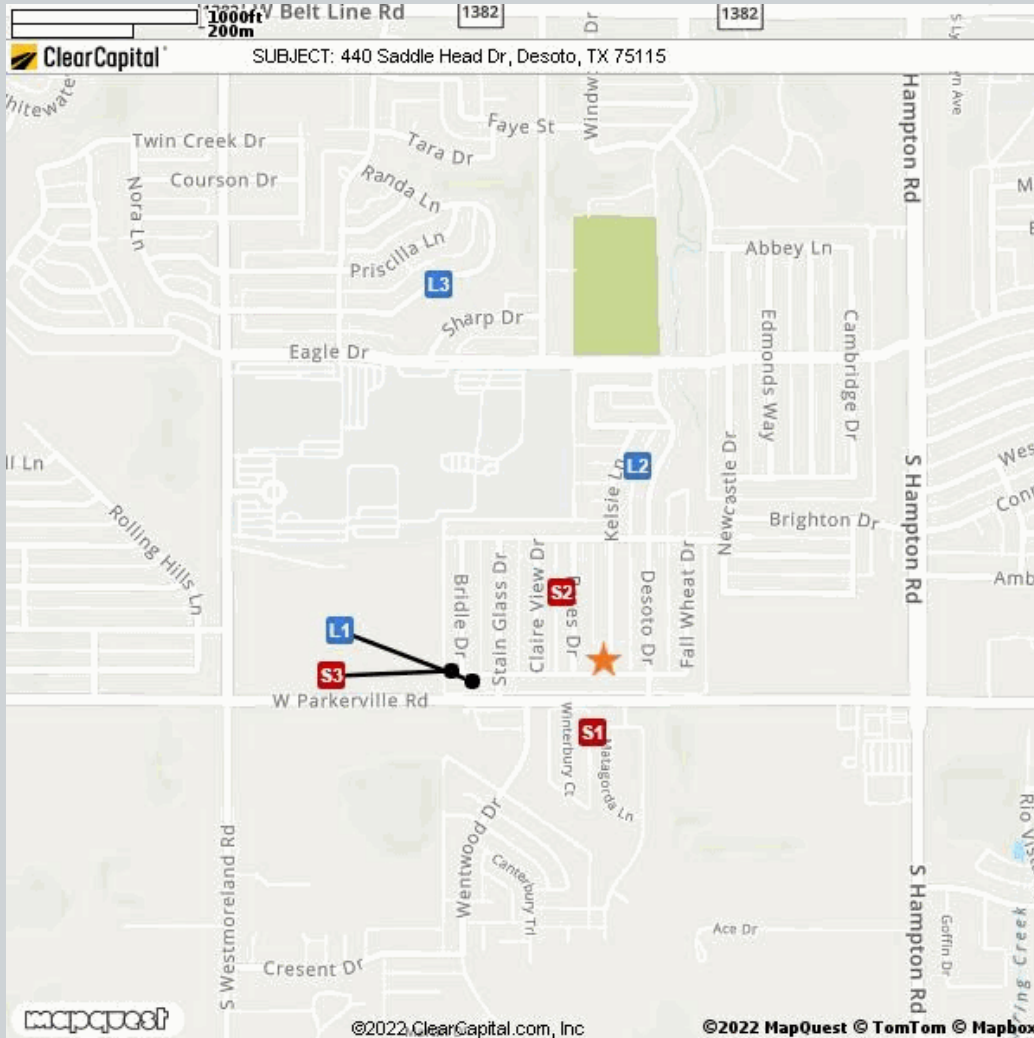 1000ft
200m
W Belt Line Rd
1382
1382
ClearCapital
SUBJECT: 440 Saddle Head Dr, Desoto, TX 75115
Whitewater
Faye St
Twin Creek Dr
Tara Dr
Courson Dr
Randa Ln
Nora Ln
Priscilla Ln
Abbey Ln
Hampton Rd
L3
Sharp Dr
Eagle Dr
Edmonds Way
Cambridge Dr
ll Ln
L2
Kelsie Ln
Newcastle Dr
S Hampton Rd
Rolling Hills Ln
Brighton Dr
Bridle Dr
Stain Glass Dr
Claire View Dr
S2
Desoto Dr
Fall Wheat Dr
L1
S3
W Parkerville Rd
Winterbury Ct
S1
Matagorda Ln
S Westmoreland Rd
Wentwood Dr
Canterbury Trl
Ace Dr
Cresent Dr
S Hampton Rd
Goffin Dr
mapquest
©2022 ClearCapital.com, Inc
©2022 MapQuest © TomTom © Mapbox